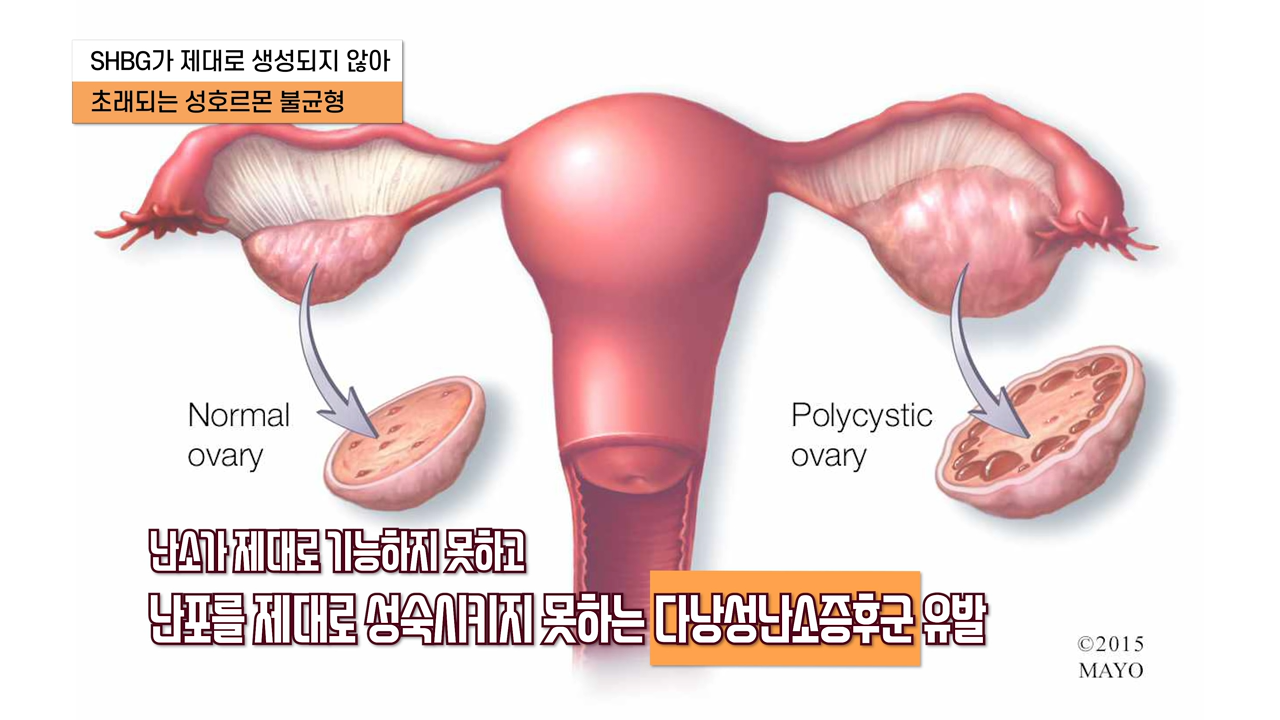 SHBG가 제대로 생성되지 않아
초래되는 성호르몬 불균형
Normal
ovary
Polycystic
ovary
난소가 제대로 기능하지 못하고
난포를 제대로 성숙시키지 못하는 다낭성난소증후군 유발
©2015
MAYO